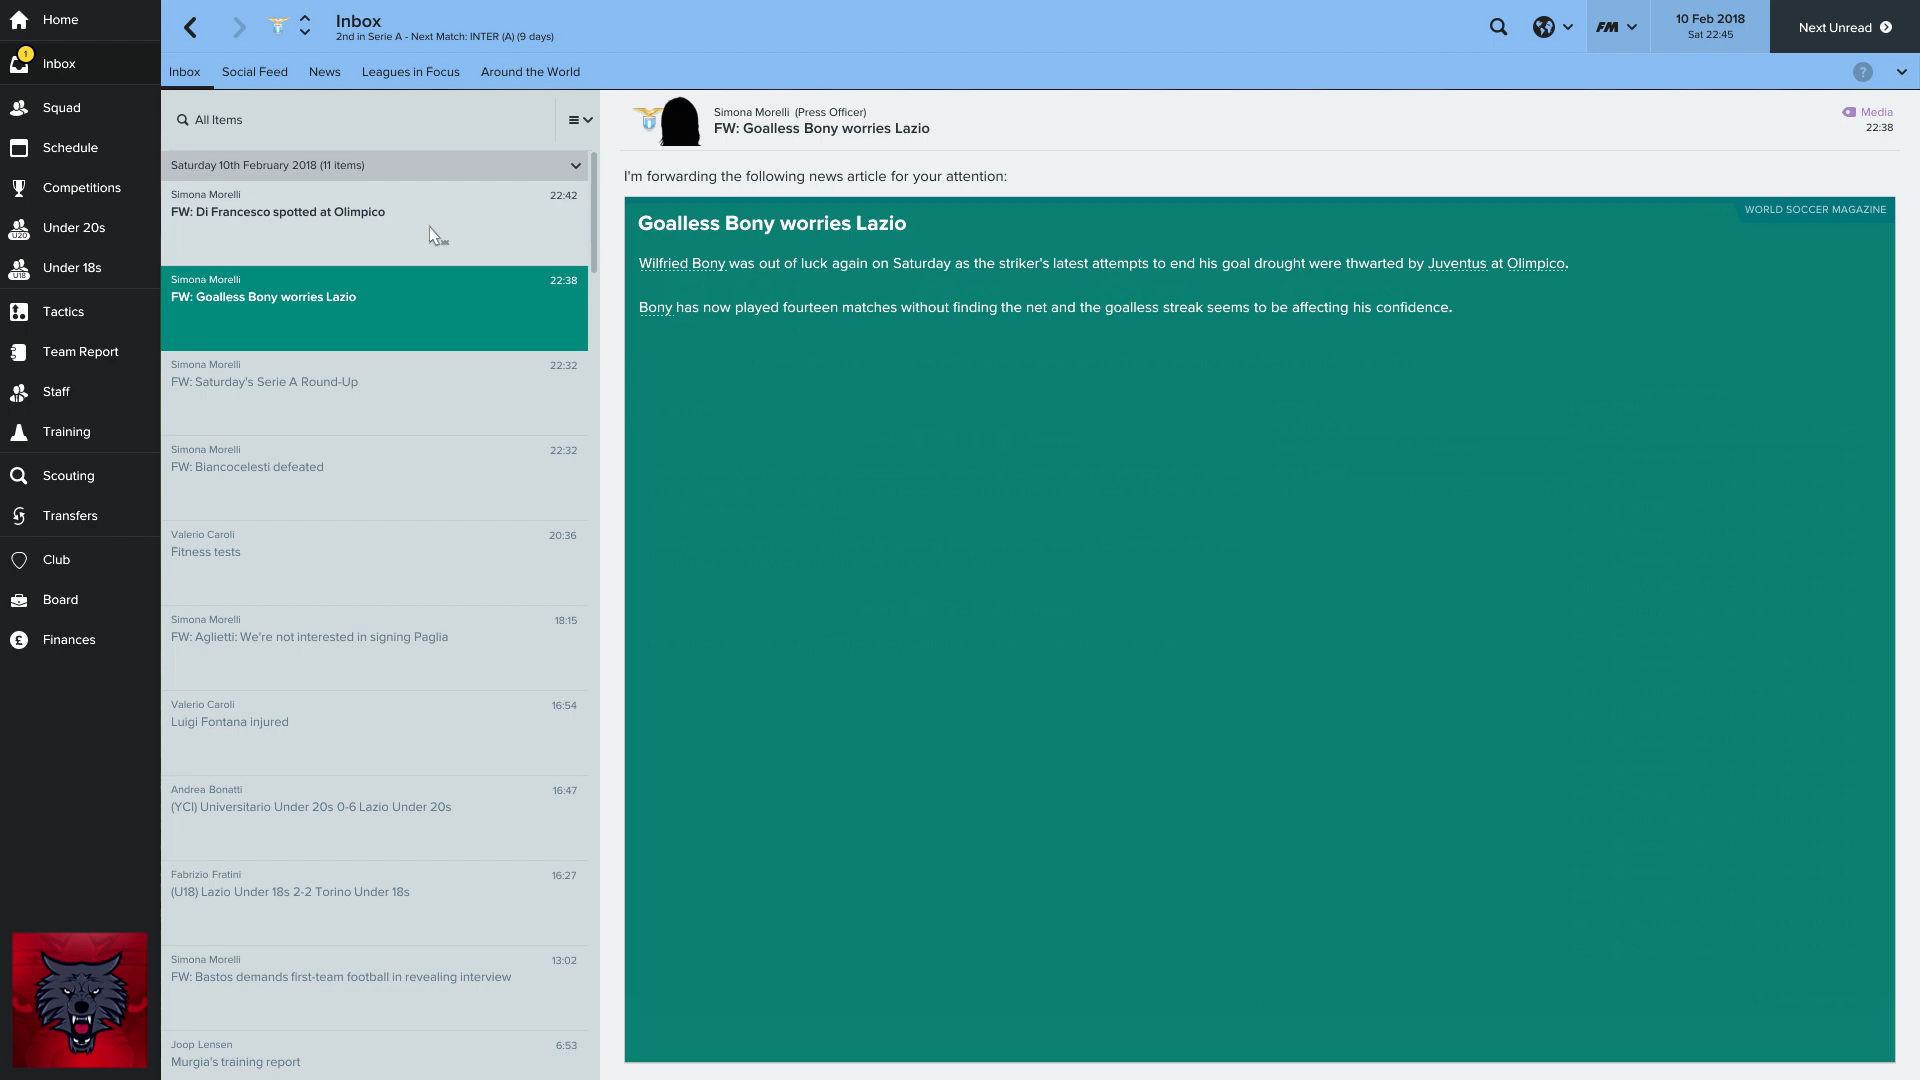 Home
1
Inbox
Squad
Schedule
Competitions
U20
Under 20s
U18
Under 18s
Tactics
Team Report
Staff
Training
Scouting
Transfers
Club
Board
£
Finances
Inbox
2nd in Serie A - Next Match: INTER (A) (9 days)
FM
10 Feb 2018
Sat 22:45
Next Unread
Inbox
Social Feed
News
Leagues in Focus
Around the World
?
All Items
Saturday 10th February 2018 (11 items)
Simona Morelli
22:42
FW: Di Francesco spotted at Olimpico
Simona Morelli
22:38
FW: Goalless Bony worries Lazio
Simona Morelli
22:32
FW: Saturday's Serie A Round-Up
Simona Morelli
22:32
FW: Biancocelesti defeated
Valerio Caroli
20:36
Fitness tests
Simona Morelli
18:15
FW: Aglietti: We're not interested in signing Paglia
Valerio Caroli
16:54
Luigi Fontana injured
Andrea Bonatti
16:47
(YCI) Universitario Under 20s 0-6 Lazio Under 20s
Fabrizio Fratini
16:27
(U18) Lazio Under 18s 2-2 Torino Under 18s
Simona Morelli
13:02
FW: Bastos demands first-team football in revealing interview
Joop Lensen
6:53
Murgia's training report
Simona Morelli (Press Officer)
FW: Goalless Bony worries Lazio
Media
22:38
I'm forwarding the following news article for your attention:
WORLD SOCCER MAGAZINE
Goalless Bony worries Lazio
Wilfried Bony was out of luck again on Saturday as the striker's latest attempts to end his goal drought were thwarted by Juventus at Olimpico.
Bony has now played fourteen matches without finding the net and the goalless streak seems to be affecting his confidence.